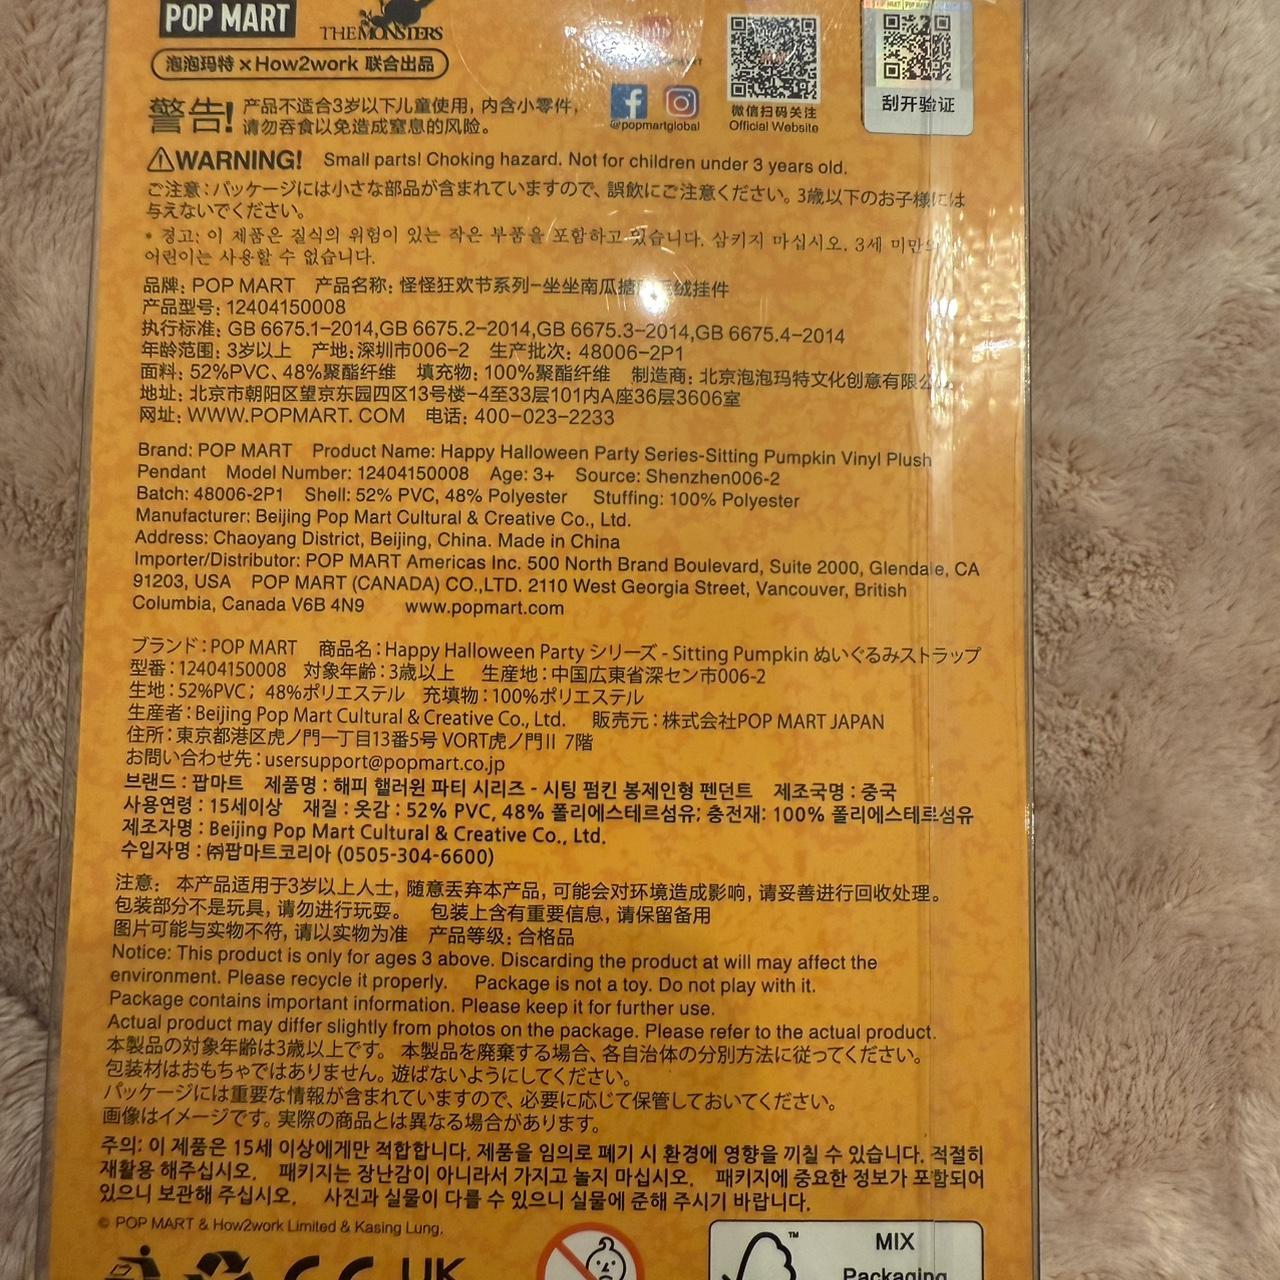 POP MART THE MONSTERS
泡泡玛特×How2work 联合出品
@popmartglobal
微信扫码关注
Official Website
刮开验证
警告! 产品不适合3岁以下儿童使用，内含小零件，
请勿吞食以免造成窒息的风险。
⚠WARNING! Small parts! Choking hazard. Not for children under 3 years old.
ご注意：パッケージには小さな部品が含まれていますので、誤飲にご注意ください。3歳以下のお子様には
与えないでください。
• 경고: 이 제품은 질식의 위험이 있는 작은 부품을 포함하고 있습니다. 삼키지 마십시오. 3세 미만의
어린이는 사용할 수 없습니다.
品牌: POP MART 产品名称: 怪怪狂欢节系列-坐坐南瓜搪胶毛绒挂件
产品型号: 12404150008
执行标准: GB 6675.1-2014,GB 6675.2-2014,GB 6675.3-2014,GB 6675.4-2014
年龄范围: 3岁以上 产地: 深圳市006-2 生产批次: 48006-2P1
面料: 52%PVC、48%聚酯纤维 填充物: 100%聚酯纤维 制造商: 北京泡泡玛特文化创意有限
地址: 北京市朝阳区望京东园四区13号楼-4至33层101内A座36层3606室
网址: WWW.POPMART. COM 电话: 400-023-2233
Brand: POP MART Product Name: Happy Halloween Party Series-Sitting Pumpkin Vinyl Plush
Pendant Model Number: 12404150008 Age: 3+ Source: Shenzhen006-2
Batch: 48006-2P1 Shell: 52% PVC, 48% Polyester Stuffing: 100% Polyester
Manufacturer: Beijing Pop Mart Cultural & Creative Co., Ltd.
Address: Chaoyang District, Beijing, China. Made in China
Importer/Distributor: POP MART Americas Inc. 500 North Brand Boulevard, Suite 2000, Glendale, CA
91203, USA POP MART (CANADA) CO.,LTD. 2110 West Georgia Street, Vancouver, British
Columbia, Canada V6B 4N9 www.popmart.com
ブランド：POP MART 商品名：Happy Halloween Party シリーズ - Sitting Pumpkin ぬいぐるみストラップ
型番：12404150008 対象年齢：3歳以上 生産地：中国広東省深セン市006-2
生地：52%PVC； 48%ポリエステル 充填物：100%ポリエステル
生産者：Beijing Pop Mart Cultural & Creative Co., Ltd. 販売元：株式会社POP MART JAPAN
住所：東京都港区虎ノ門一丁目13番5号 VORT虎ノ門II 7階
お問い合わせ先：usersupport@popmart.co.jp
브랜드 : 팝마트 제품명 : 해피 핼러윈 파티 시리즈 - 시팅 펌킨 봉제인형 펜던트 제조국명 : 중국
사용연령 : 15세이상 재질 : 옷감 : 52% PVC, 48% 폴리에스테르섬유; 충전재: 100% 폴리에스테르섬유
제조자명 : Beijing Pop Mart Cultural & Creative Co., Ltd.
수입자명 : ㈜팝마트코리아 (0505-304-6600)
注意： 本产品适用于3岁以上人士，随意丢弃本产品，可能会对环境造成影响，请妥善进行回收处理。
包装部分不是玩具，请勿进行玩耍。 包装上含有重要信息，请保留备用
图片可能与实物不符，请以实物为准 产品等级：合格品
Notice: This product is only for ages 3 above. Discarding the product at will may affect the
environment. Please recycle it properly. Package is not a toy. Do not play with it.
Package contains important information. Please keep it for further use.
Actual product may differ slightly from photos on the package. Please refer to the actual product.
本製品の対象年齢は3歳以上です。 本製品を廃棄する場合、各自治体の分別方法に従ってください。
包装材はおもちゃではありません。遊ばないようにしてください。
パッケージには重要な情報が含まれていますので、必要に応じて保管しておいてください。
画像はイメージです。実際の商品とは異なる場合があります。
주의: 이 제품은 15세 이상에게만 적합합니다. 제품을 임의로 폐기 시 환경에 영향을 끼칠 수 있습니다. 적절히
재활용 해주십시오. 패키지는 장난감이 아니라서 가지고 놀지 마십시오. 패키지에 중요한 정보가 포함되어
있으니 보관해 주십시오. 사진과 실물이 다를 수 있으니 실물에 준해 주시기 바랍니다.
© POP MART & How2work Limited & Kasing Lung.
CE UK
™ MIX
Packaging